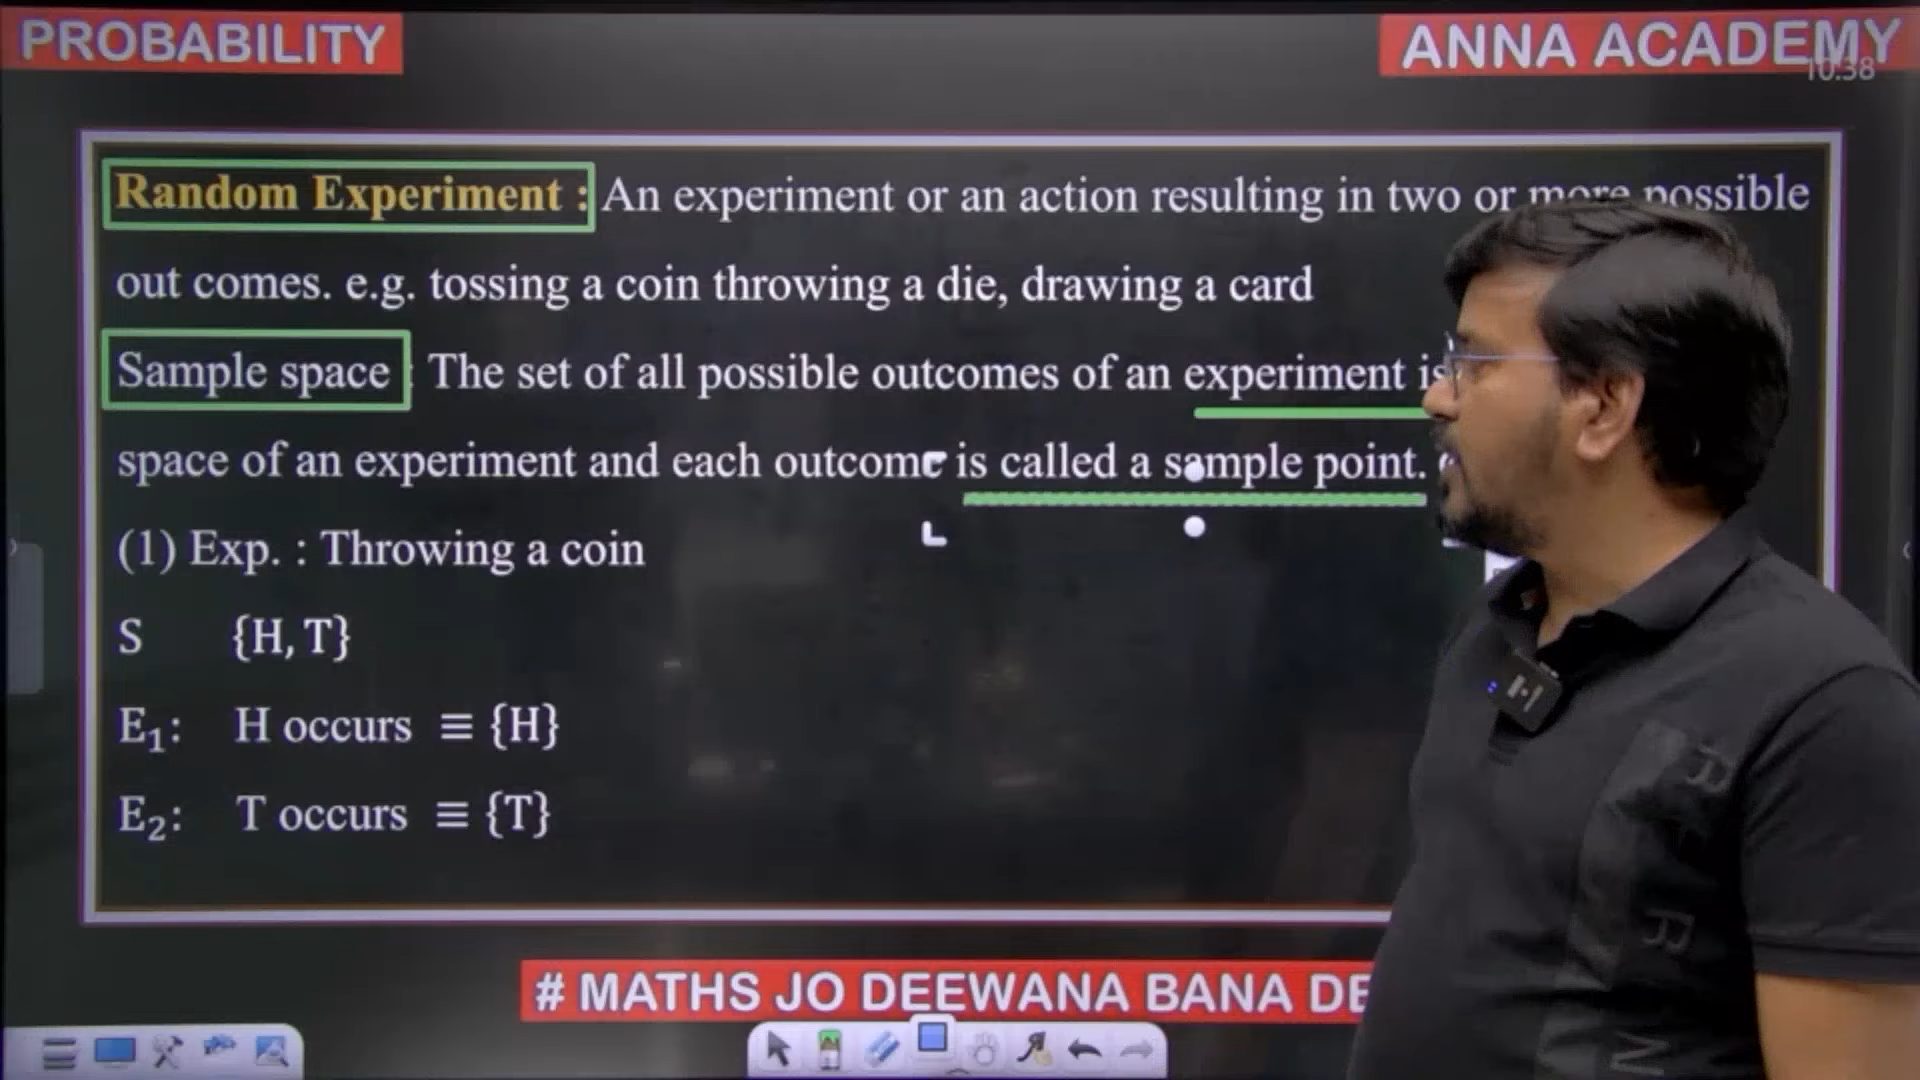 PROBABILITY
ANNA ACADEMY
10:38
Random Experiment : An experiment or an action resulting in two or more possible
out comes. e.g. tossing a coin throwing a die, drawing a card
Sample space : The set of all possible outcomes of an experiment is
space of an experiment and each outcome is called a sample point.
(1) Exp. : Throwing a coin
S {H, T}
E₁: H occurs ≡ {H}
E₂: T occurs ≡ {T}
# MATHS JO DEEWANA BANA DE